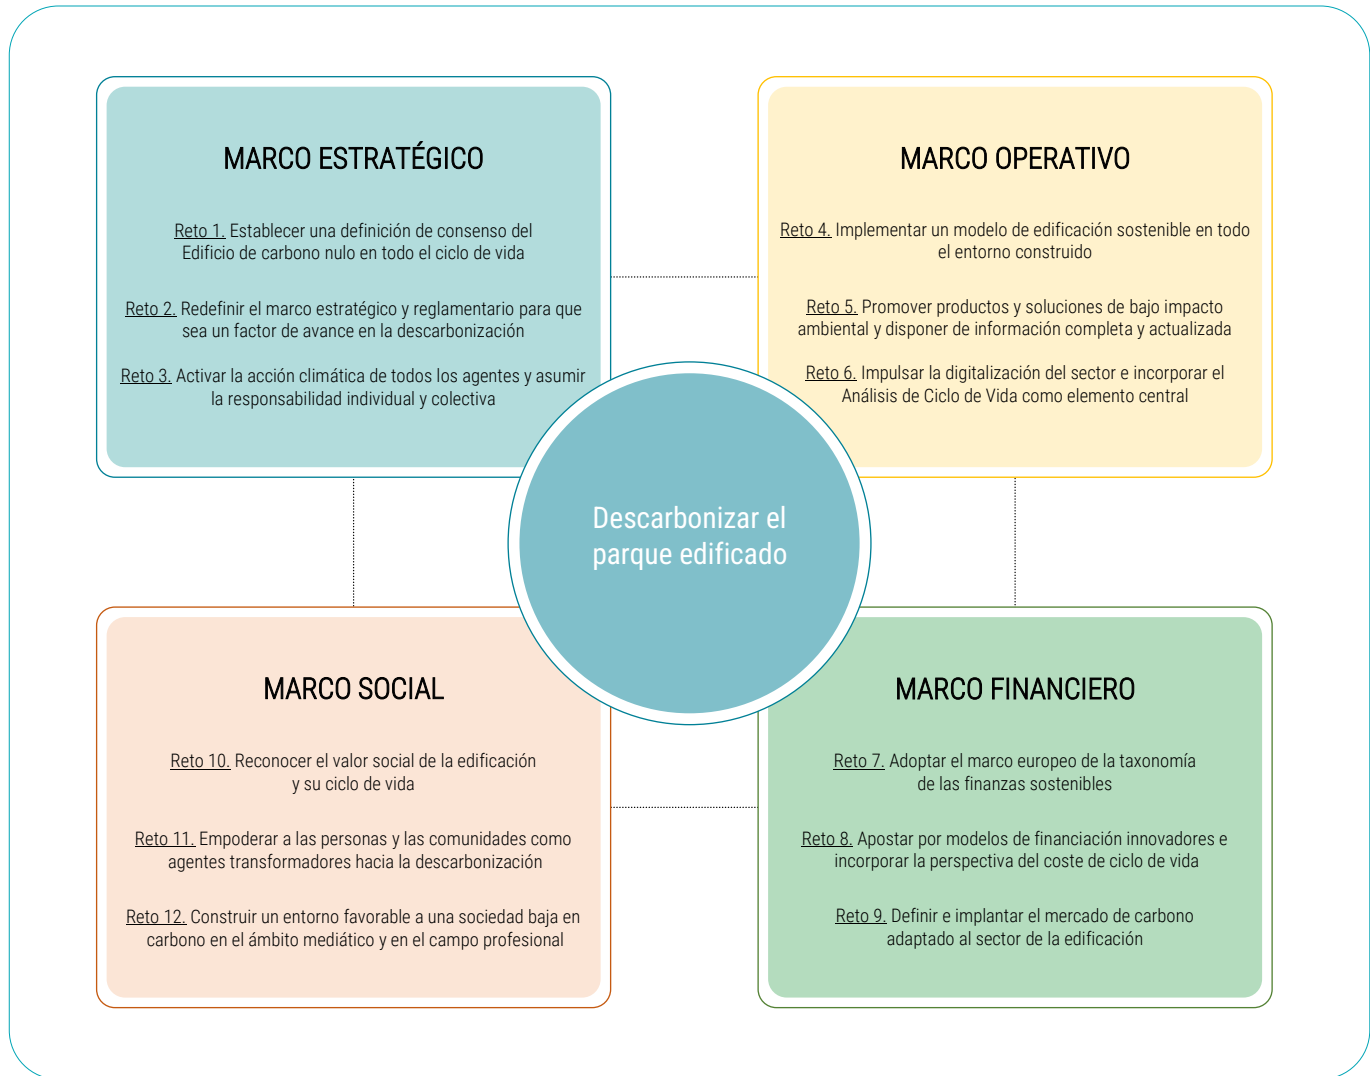 MARCO ESTRATÉGICO
Reto 1. Establecer una definición de consenso del
Edificio de carbono nulo en todo el ciclo de vida
Reto 2. Redefinir el marco estratégico y reglamentario para que
sea un factor de avance en la descarbonización
Reto 3. Activar la acción climática de todos los agentes y asumir
la responsabilidad individual y colectiva
MARCO OPERATIVO
Reto 4. Implementar un modelo de edificación sostenible en todo
el entorno construido
Reto 5. Promover productos y soluciones de bajo impacto
ambiental y disponer de información completa y actualizada
Reto 6. Impulsar la digitalización del sector e incorporar el
Análisis de Ciclo de Vida como elemento central
Descarbonizar el
parque edificado
MARCO SOCIAL
Reto 10. Reconocer el valor social de la edificación
y su ciclo de vida
Reto 11. Empoderar a las personas y las comunidades como
agentes transformadores hacia la descarbonización
Reto 12. Construir un entorno favorable a una sociedad baja en
carbono en el ámbito mediático y en el campo profesional
MARCO FINANCIERO
Reto 7. Adoptar el marco europeo de la taxonomía
de las finanzas sostenibles
Reto 8. Apostar por modelos de financiación innovadores e
incorporar la perspectiva del coste de ciclo de vida
Reto 9. Definir e implantar el mercado de carbono
adaptado al sector de la edificación